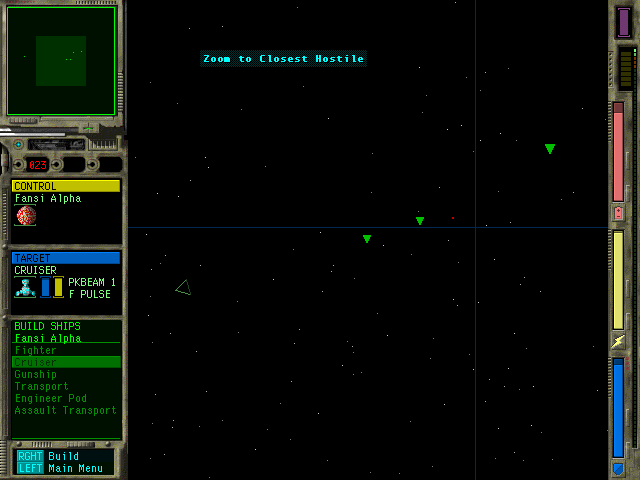 Zoom to Closest Hostile
023
CONTROL
Fansi Alpha
TARGET
CRUISER
PKBEAM 1
F PULSE
BUILD SHIPS
Fansi Alpha
Fighter
Cruiser
Gunship
Transport
Engineer Pod
Assault Transport
RGHT Build
LEFT Main Menu